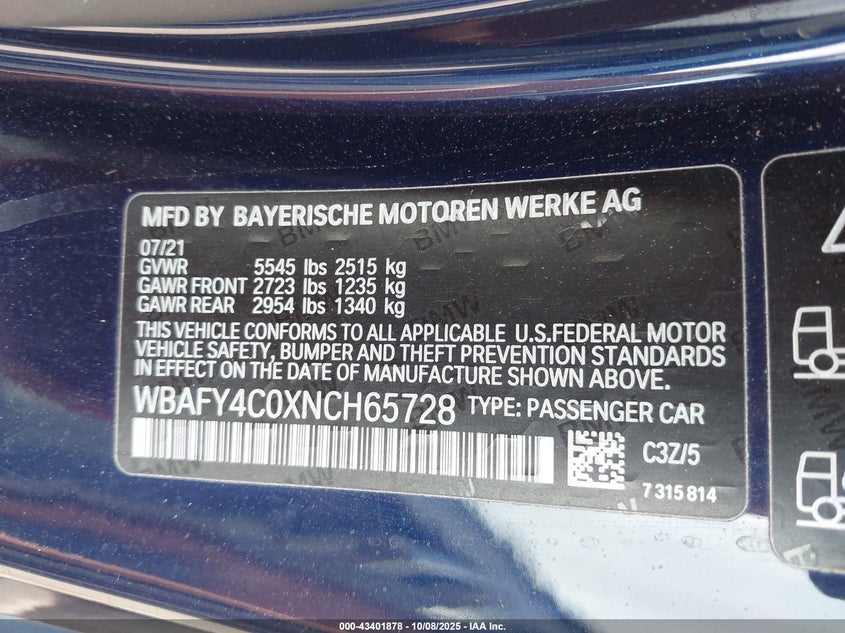 MFD BY BAYERISCHE MOTOREN WERKE AG
07/21
GVWR 5545 lbs 2515 kg
GAWR FRONT 2723 lbs 1235 kg
GAWR REAR 2954 lbs 1340 kg
THIS VEHICLE CONFORMS TO ALL APPLICABLE U.S.FEDERAL MOTOR
VEHICLE SAFETY, BUMPER AND THEFT PREVENTION STANDARDS
IN EFFECT ON THE DATE OF MANUFACTURE SHOWN ABOVE.
WBAFY4C0XNCH65728 TYPE: PASSENGER CAR
C3Z/5
7 315 814
000-43401878 - 10/08/2025 - IAA Inc.